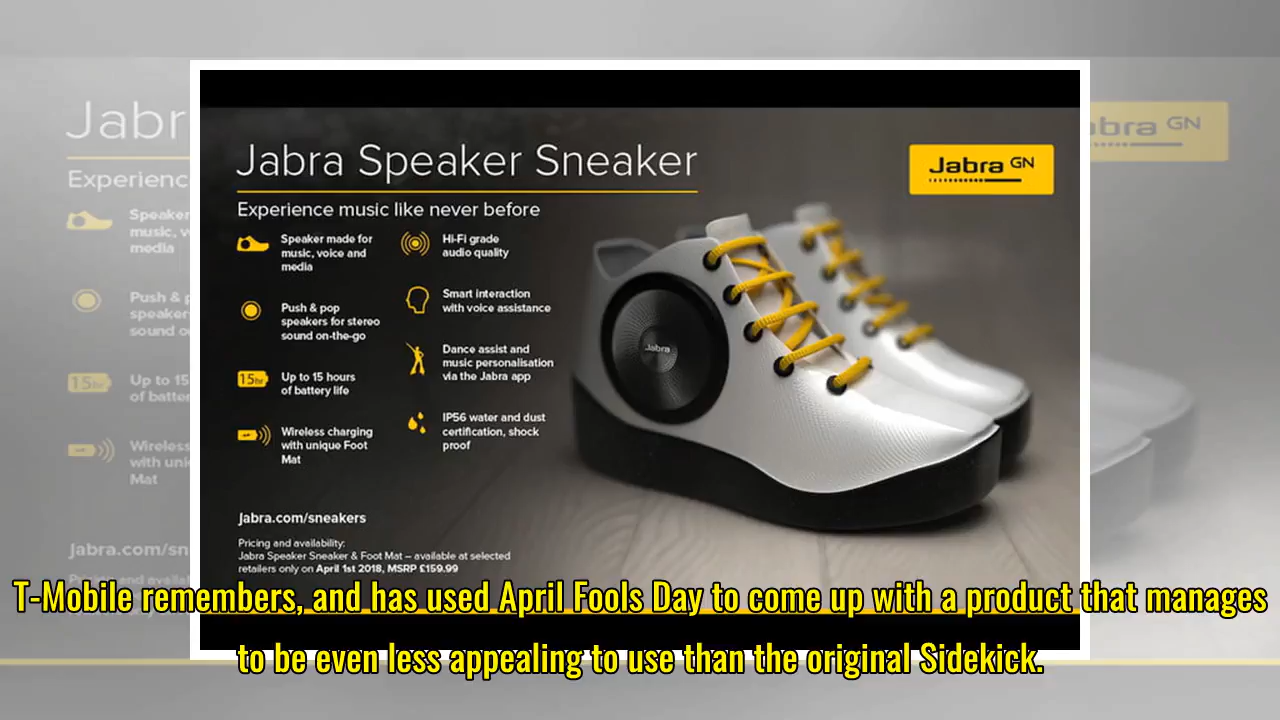 Jabra Speaker Sneaker
Jabra GN
Experience music like never before
Speaker made for
music, voice and
media
Push & pop
speakers for stereo
sound on-the-go
15hr
Up to 15 hours
of battery life
Wireless charging
with unique Foot
Mat
Hi-Fi grade
audio quality
Smart interaction
with voice assistance
Dance assist and
music personalisation
via the Jabra app
IP56 water and dust
certification, shock
proof
Jabra
Jabra.com/sneakers
Pricing and availability:
Jabra Speaker Sneaker & Foot Mat – available at selected
retailers only on April 1st 2018, MSRP £159.99
T-Mobile remembers, and has used April Fools Day to come up with a product that manages
to be even less appealing to use than the original Sidekick.